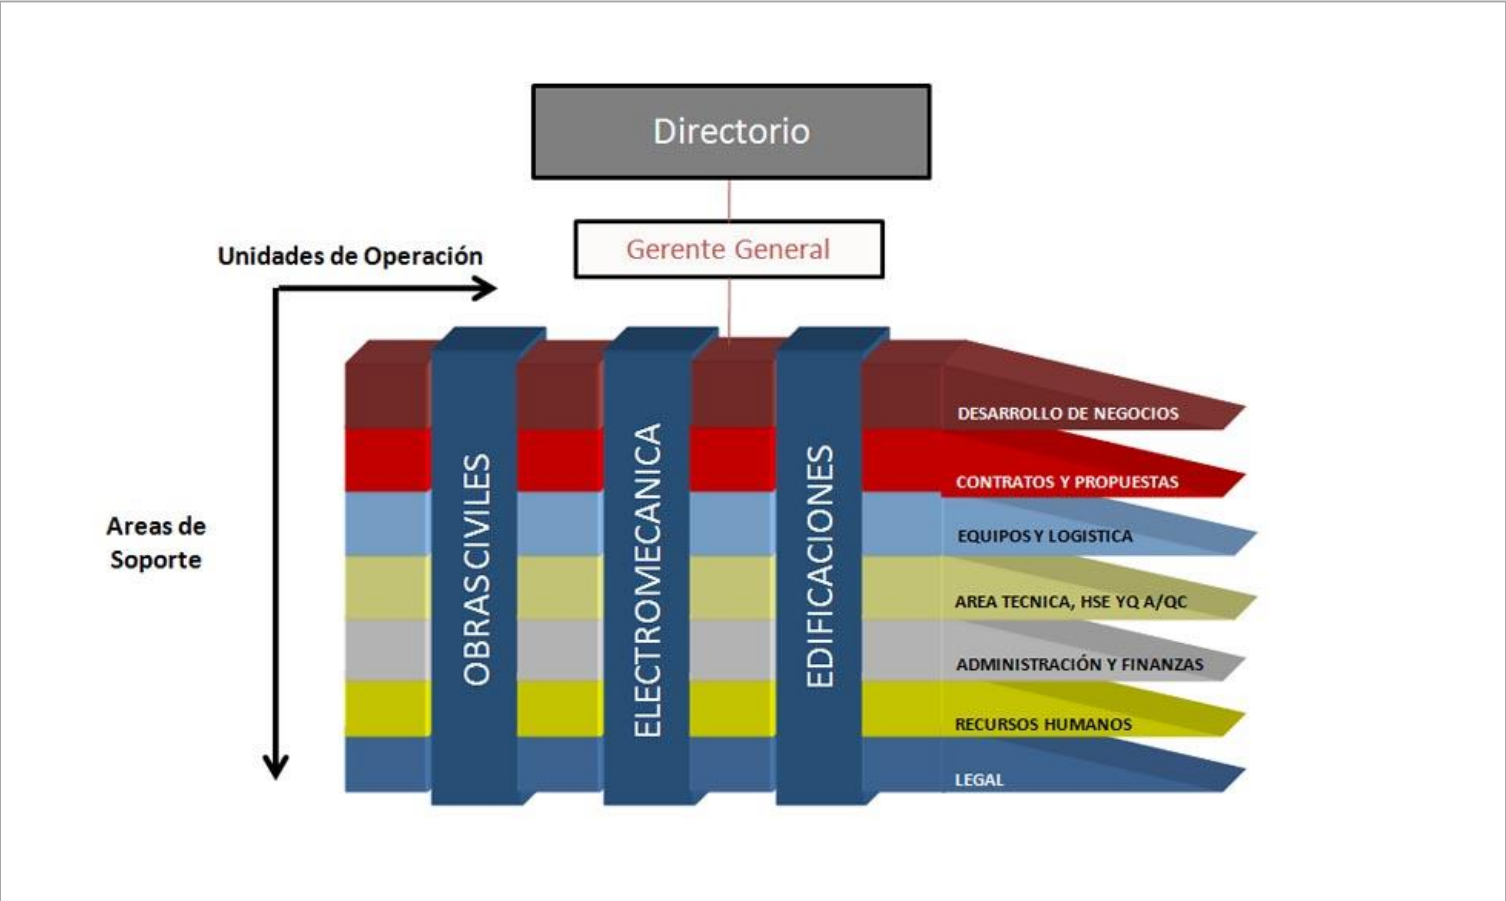 Directorio
Gerente General
Unidades de Operación
Areas de
Soporte
OBRAS CIVILES
ELECTROMECANICA
EDIFICACIONES
DESARROLLO DE NEGOCIOS
CONTRATOS Y PROPUESTAS
EQUIPOS Y LOGISTICA
AREA TECNICA, HSE YQ A/QC
ADMINISTRACIÓN Y FINANZAS
RECURSOS HUMANOS
LEGAL